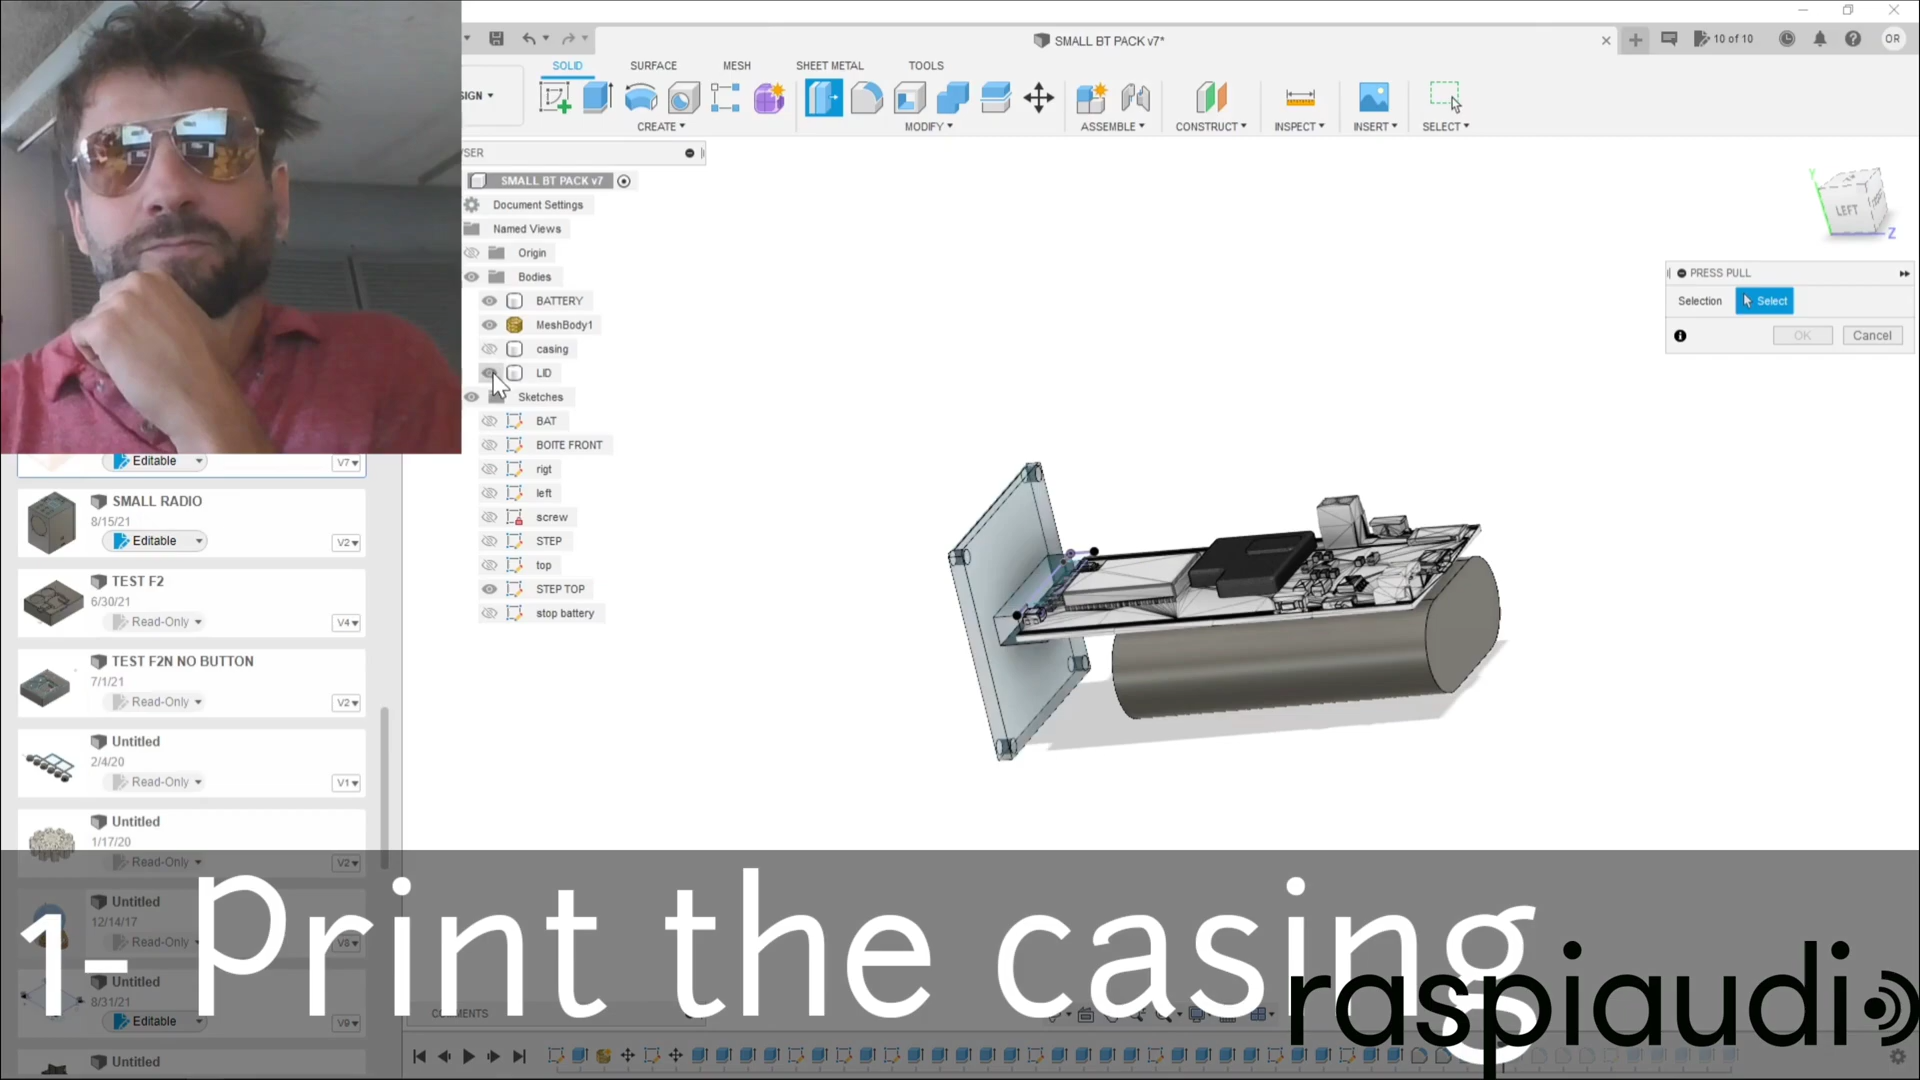 SMALL BT PACK v7*
10 of 10
OR
SOLID
SURFACE
MESH
SHEET METAL
TOOLS
SIGN
CREATE
MODIFY
ASSEMBLE
CONSTRUCT
INSPECT
INSERT
SELECT
SMALL BT PACK v7
Document Settings
Named Views
Origin
Bodies
BATTERY
MeshBody1
casing
LID
Sketches
BAT
BOITE FRONT
rigt
left
screw
STEP
top
STEP TOP
stop battery
LEFT
Y
Z
PRESS PULL
Selection
Select
OK
Cancel
Editable
V7
SMALL RADIO
8/15/21
Editable
V2
TEST F2
6/30/21
Read-Only
V4
TEST F2N NO BUTTON
7/1/21
Read-Only
V2
Untitled
2/4/20
Read-Only
V1
Untitled
1/17/20
Read-Only
V2
Untitled
12/14/17
Read-Only
V8
Untitled
8/31/21
Editable
V9
Untitled
COMMENTS
1- Print the casing
raspiaudio